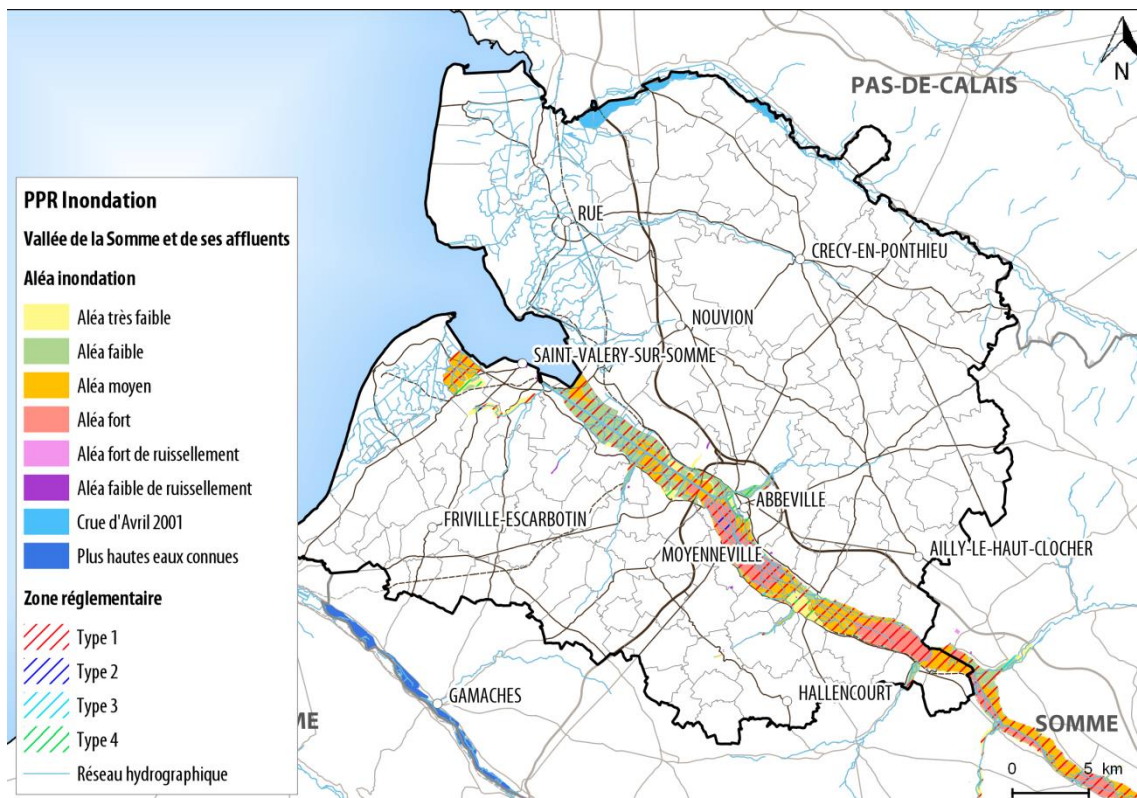 PAS-DE-CALAIS
N
PPR Inondation
Vallée de la Somme et de ses affluents
Aléa inondation
Aléa très faible
Aléa faible
Aléa moyen
Aléa fort
Aléa fort de ruissellement
Aléa faible de ruissellement
Crue d'Avril 2001
Plus hautes eaux connues
Zone réglementaire
Type 1
Type 2
Type 3
Type 4
Réseau hydrographique
RUE
CRECY-EN-PONTHIEU
NOUVION
SAINT-VALERY-SUR-SOMME
ABBEVILLE
FRIVILLE-ESCARBOTIN
MOYENNEVILLE
AILLY-LE-HAUT-CLOCHER
GAMACHES
HALLENCOURT
ME
SOMME
0 5 km